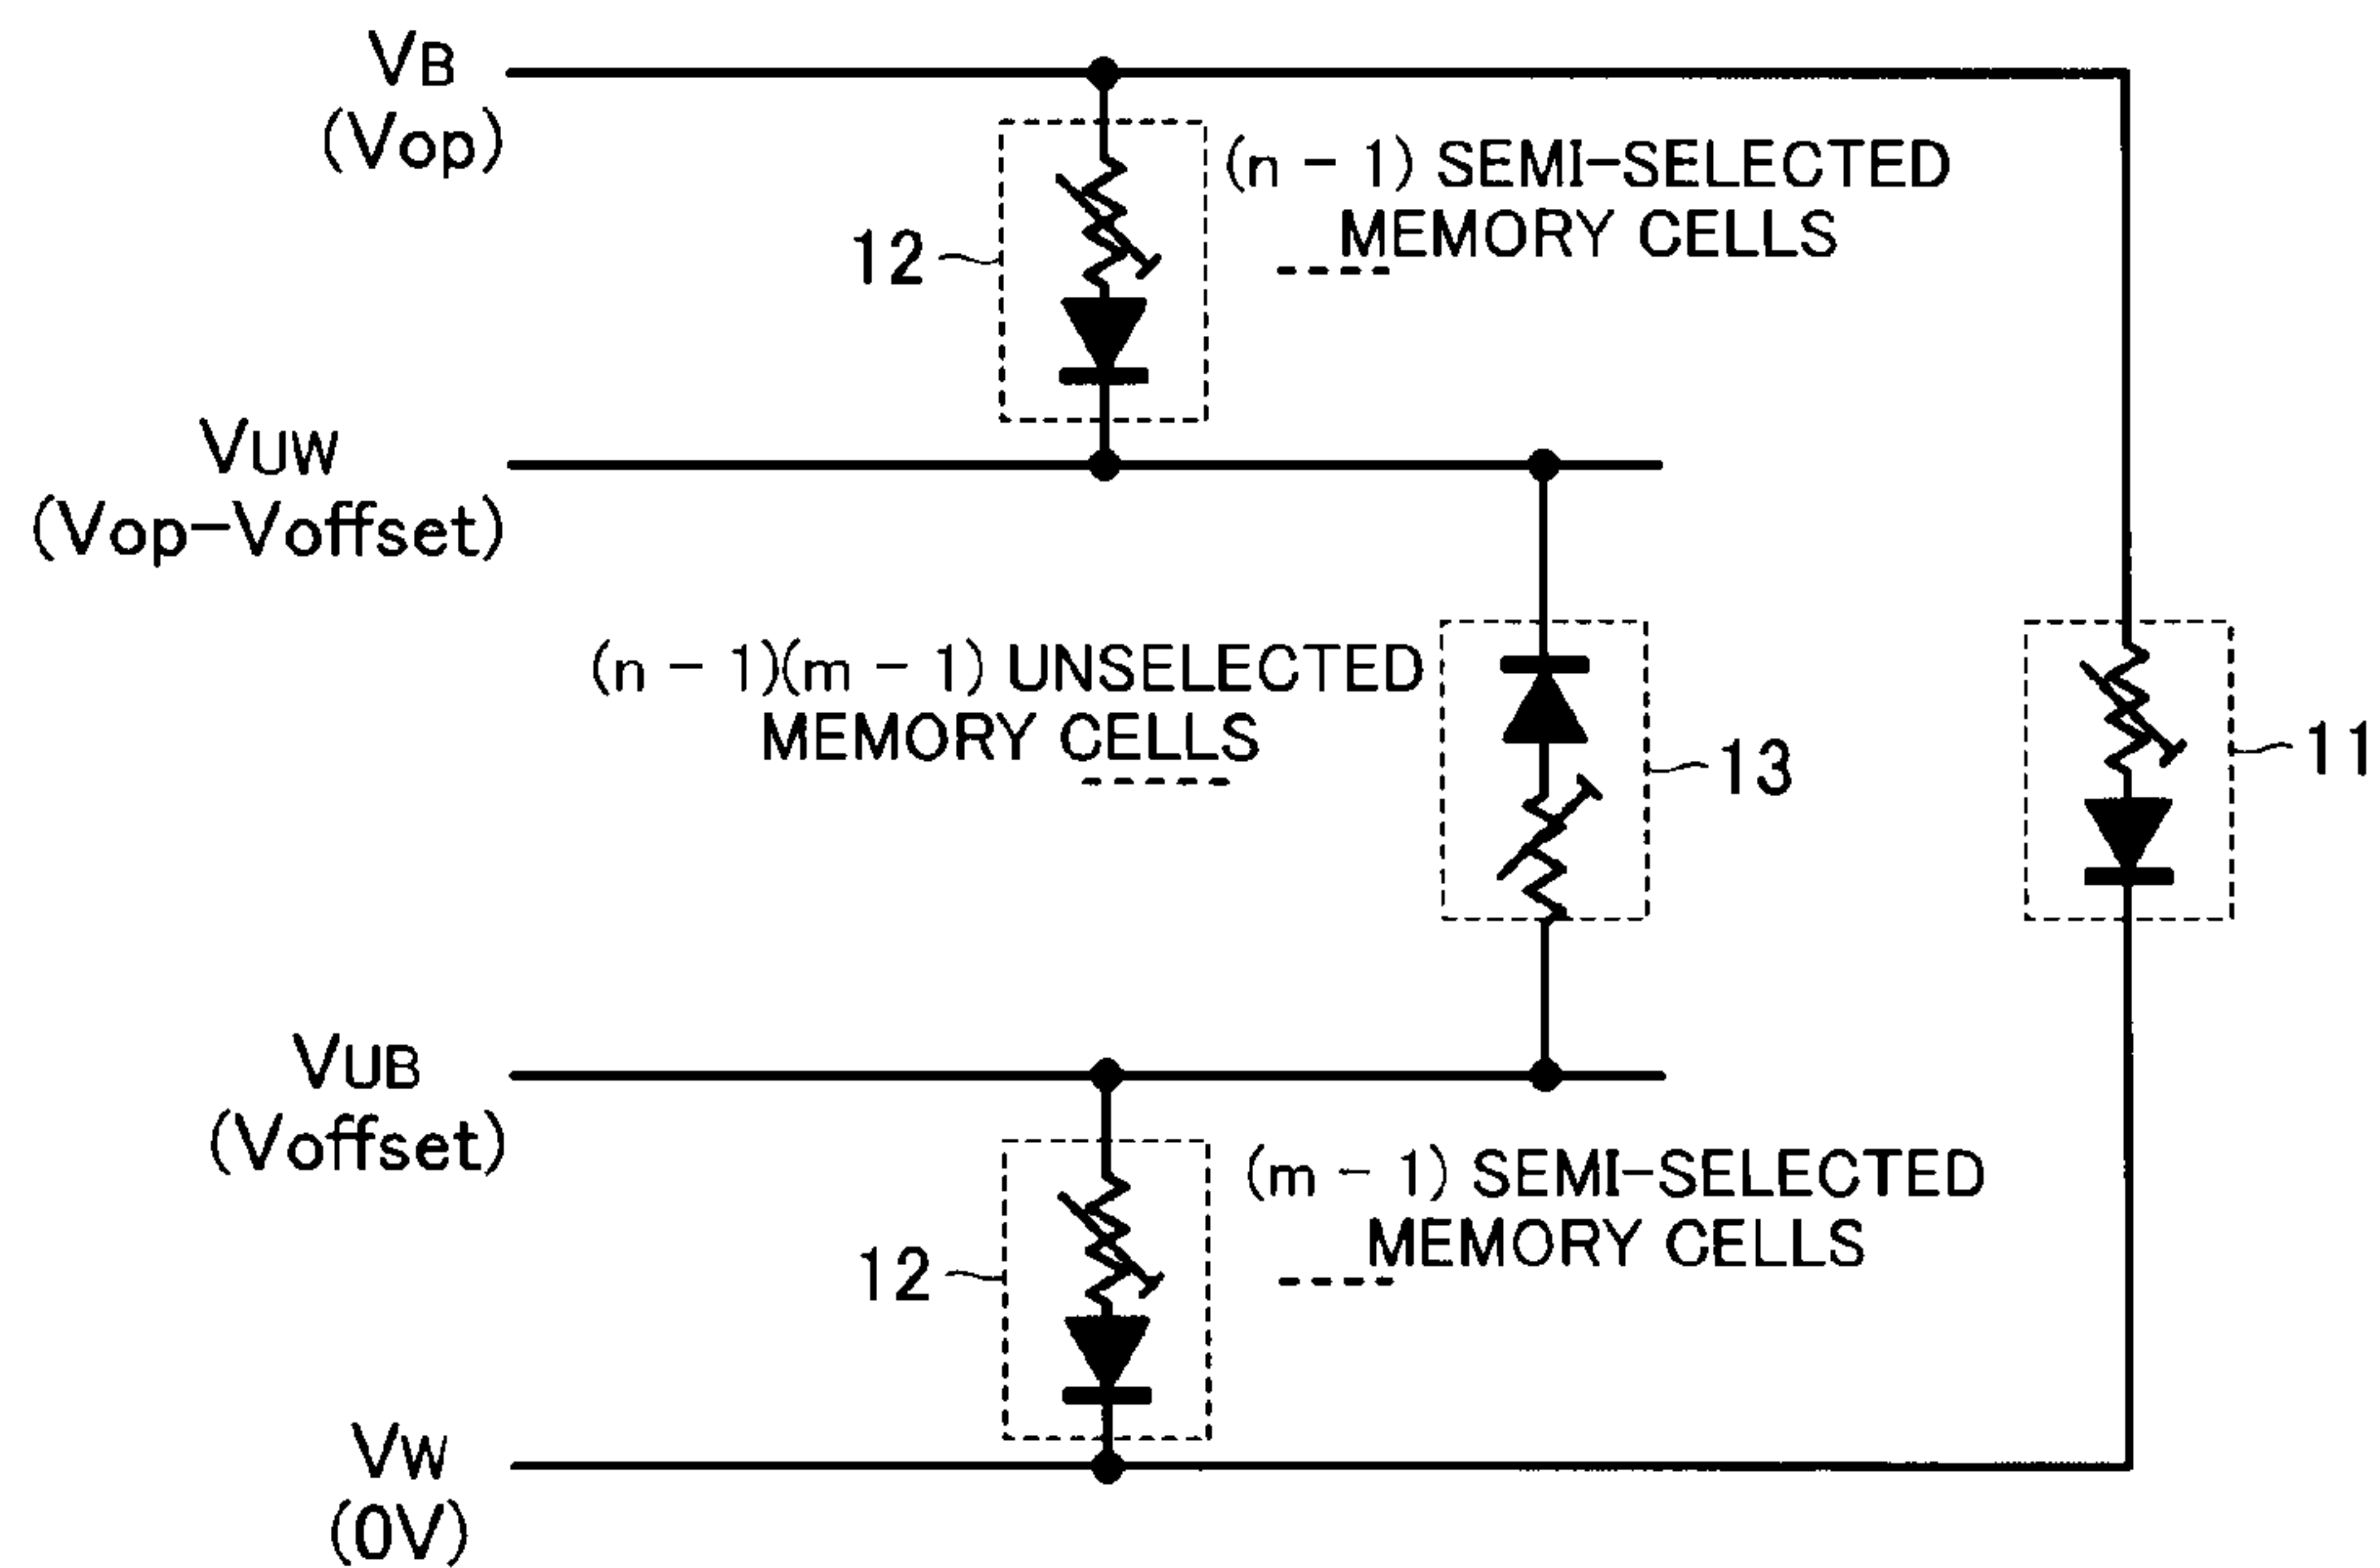 VB
(Vop)
12
(n - 1) SEMI-SELECTED
MEMORY CELLS
VUW
(Vop-Voffset)
(n - 1)(m - 1) UNSELECTED
MEMORY CELLS
13
11
VUB
(Voffset)
12
(m - 1) SEMI-SELECTED
MEMORY CELLS
VW
(0V)